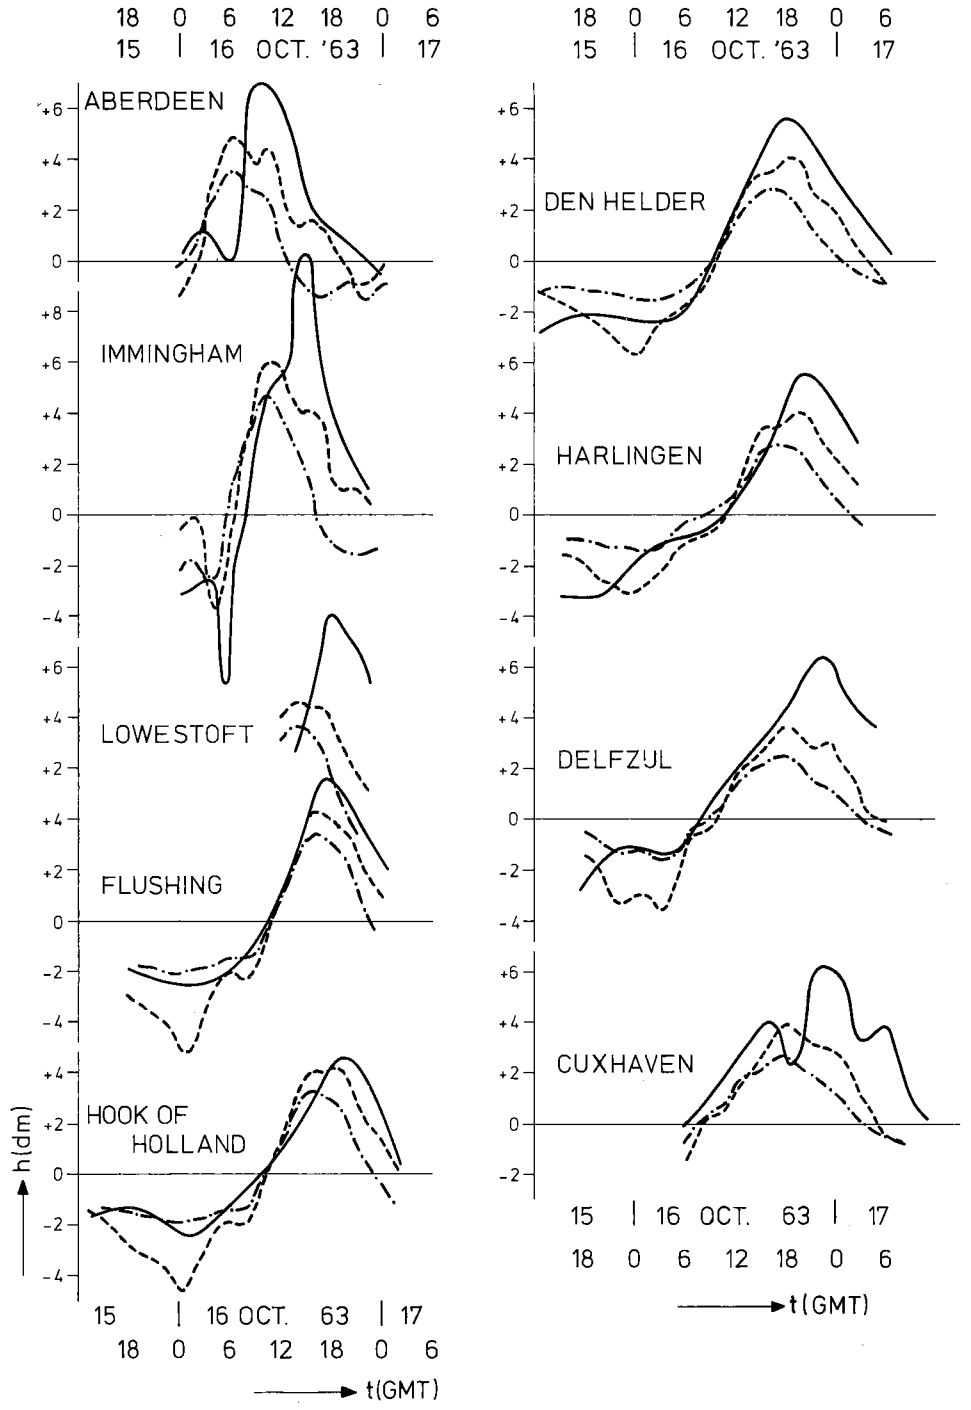 18 0 6 12 18 0 6
15 | 16 OCT. '63 | 17
ABERDEEN
+6
+4
+2
0
+8
IMMINGHAM
+6
+4
+2
0
-2
-4
+6
LOWESTOFT
+4
+2
+4
FLUSHING
+2
0
-2
-4
+4
HOOK OF
HOLLAND
+2
0
-2
-4
h(dm)
15 | 16 OCT. 63 | 17
18 0 6 12 18 0 6
t(GMT)
18 0 6 12 18 0 6
15 | 16 OCT. '63 | 17
+6
+4
DEN HELDER
+2
0
-2
+6
+4
HARLINGEN
+2
0
-2
-4
+6
+4
DELFZIJL
+2
0
-2
-4
+6
+4
CUXHAVEN
+2
0
-2
15 | 16 OCT. 63 | 17
18 0 6 12 18 0 6
t(GMT)